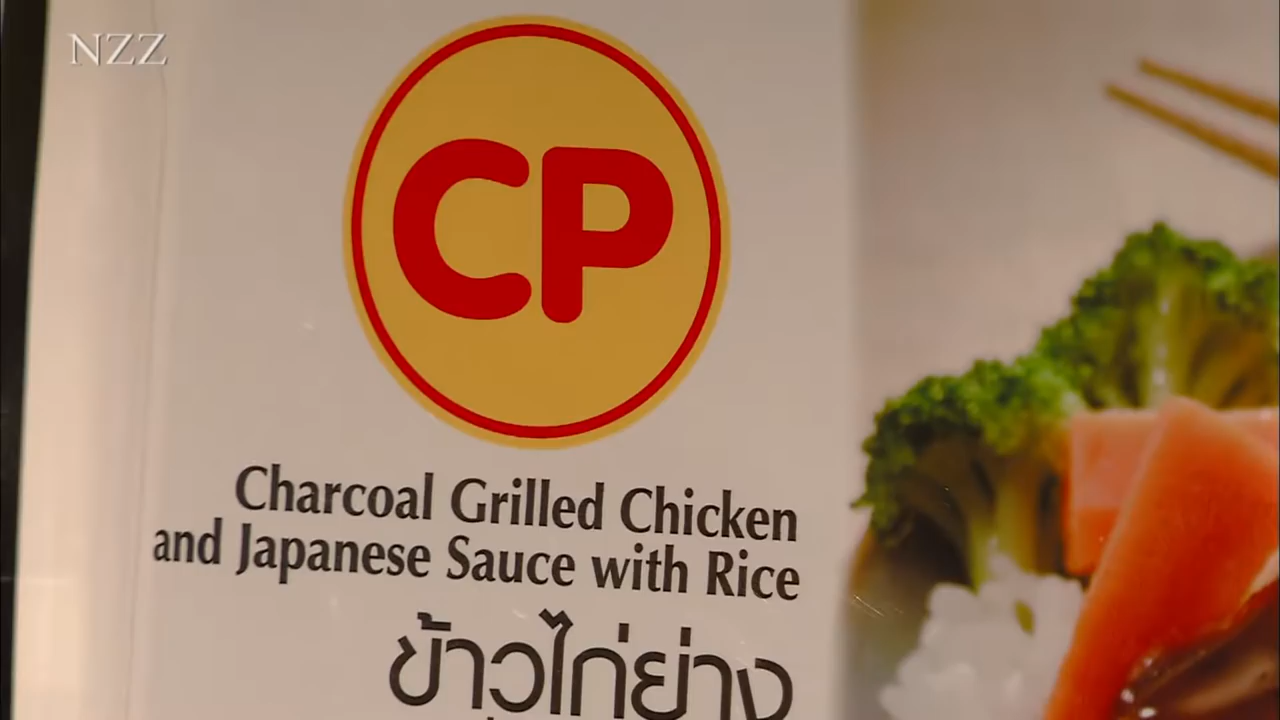 NZZ
CP
Charcoal Grilled Chicken
and Japanese Sauce with Rice
ข้าวไก่ย่าง